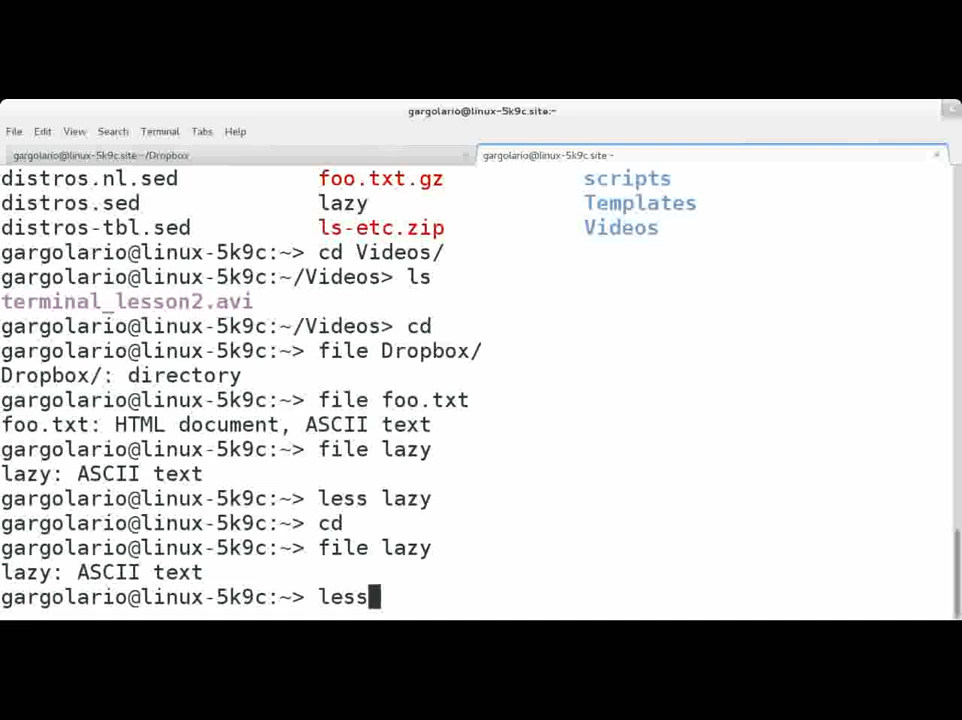 gargolario@linux-5k9c.site:~
File Edit View Search Terminal Tabs Help
gargolario@linux-5k9c.site:~/Dropbox gargolario@linux-5k9c.site:~
distros.nl.sed foo.txt.gz scripts
distros.sed lazy Templates
distros-tbl.sed ls-etc.zip Videos
gargolario@linux-5k9c:~> cd Videos/
gargolario@linux-5k9c:~/Videos> ls
terminal_lesson2.avi
gargolario@linux-5k9c:~/Videos> cd
gargolario@linux-5k9c:~> file Dropbox/
Dropbox/: directory
gargolario@linux-5k9c:~> file foo.txt
foo.txt: HTML document, ASCII text
gargolario@linux-5k9c:~> file lazy
lazy: ASCII text
gargolario@linux-5k9c:~> less lazy
gargolario@linux-5k9c:~> cd
gargolario@linux-5k9c:~> file lazy
lazy: ASCII text
gargolario@linux-5k9c:~> less